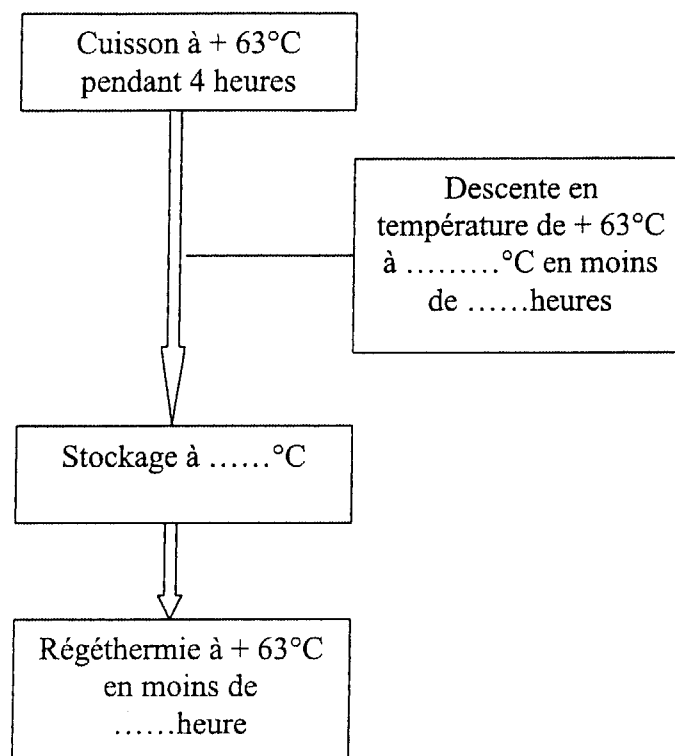 Cuisson à + 63°C
pendant 4 heures
Descente en
température de + 63°C
à .........°C en moins
de ......heures
Stockage à ......°C
Régéthermie à + 63°C
en moins de
......heure